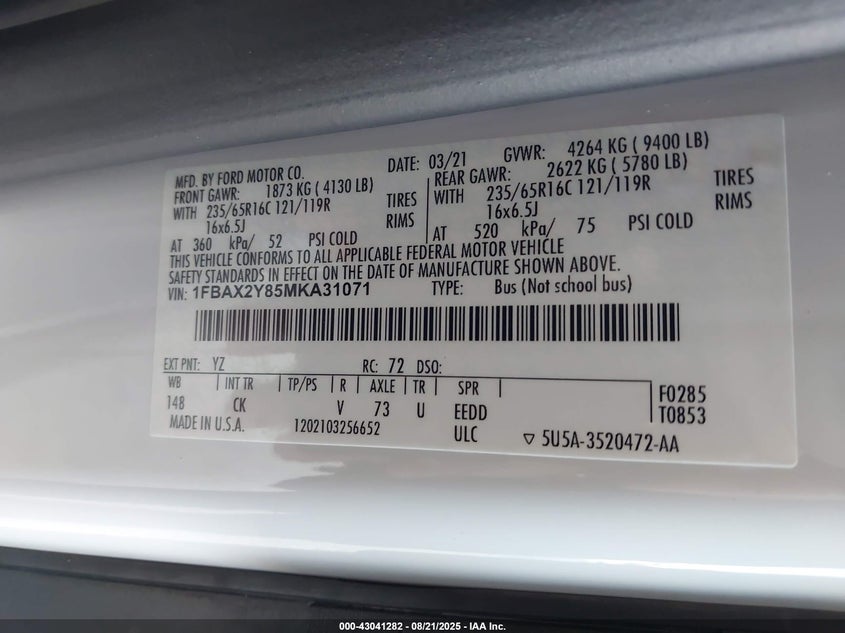 MFD. BY FORD MOTOR CO. DATE: 03/21 GVWR: 4264 KG ( 9400 LB)
FRONT GAWR: 1873 KG ( 4130 LB) REAR GAWR: 2622 KG ( 5780 LB)
WITH 235/65R16C 121/119R TIRES WITH 235/65R16C 121/119R TIRES
16x6.5J RIMS 16x6.5J RIMS
AT 360 kPa/ 52 PSI COLD AT 520 kPa/ 75 PSI COLD
THIS VEHICLE CONFORMS TO ALL APPLICABLE FEDERAL MOTOR VEHICLE
SAFETY STANDARDS IN EFFECT ON THE DATE OF MANUFACTURE SHOWN ABOVE.
VIN: 1FBAX2Y85MKA31071 TYPE: Bus (Not school bus)
EXT PNT: YZ RC: 72 DSO:
WB INT TR TP/PS R AXLE TR SPR F0285
148 CK V 73 U EEDD T0853
MADE IN U.S.A. 1202103256652 ULC ▽ 5U5A-3520472-AA
000-43041282 - 08/21/2025 - IAA Inc.